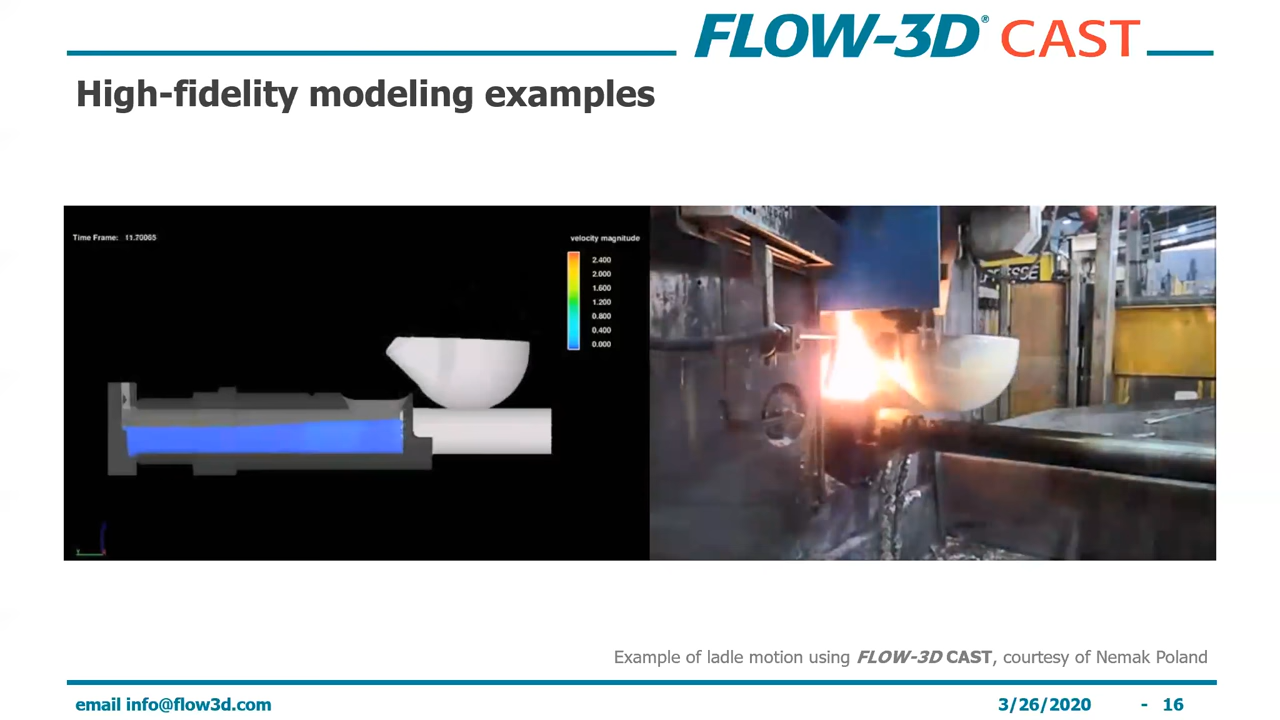 FLOW-3D® CAST
High-fidelity modeling examples
Time Frame: 11.70065
velocity magnitude
2.400
2.000
1.600
1.200
0.800
0.400
0.000
Example of ladle motion using FLOW-3D CAST, courtesy of Nemak Poland
email info@flow3d.com
3/26/2020
- 16